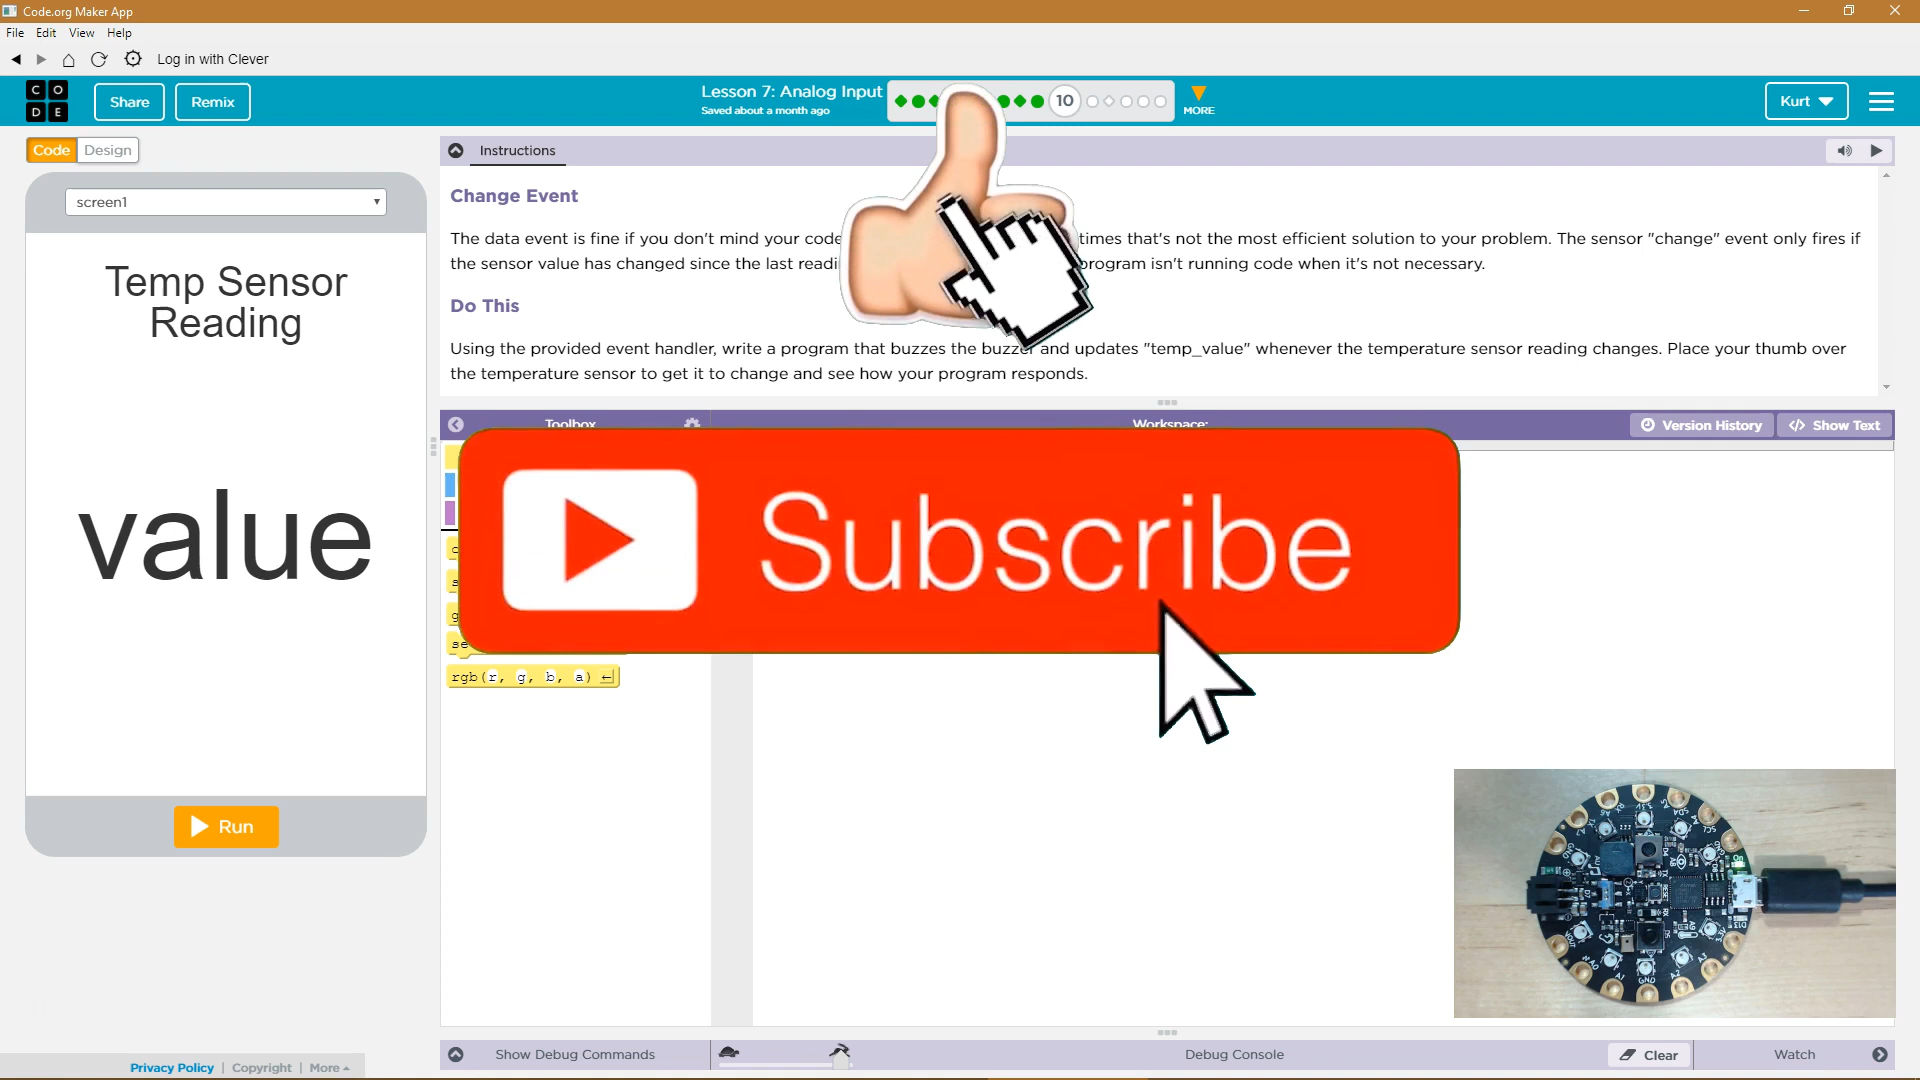 Code.org Maker App
File Edit View Help
Log in with Clever
C O
D E
Share
Remix
Lesson 7: Analog Input
Saved about a month ago
10
MORE
Kurt
Code
Design
Instructions
screen1
Change Event
The data event is fine if you don't mind your code times that's not the most efficient solution to your problem. The sensor "change" event only fires if
the sensor value has changed since the last program isn't running code when it's not necessary.
Do This
Using the provided event handler, write a program that buzzes the buzzer and updates "temp_value" whenever the temperature sensor reading changes. Place your thumb over
the temperature sensor to get it to change and see how your program responds.
Temp Sensor
Reading
value
Run
Toolbox
Workspace:
Version History
</> Show Text
Subscribe
se
rgb(r, g, b, a)
Show Debug Commands
Debug Console
Clear
Watch
Privacy Policy | Copyright | More